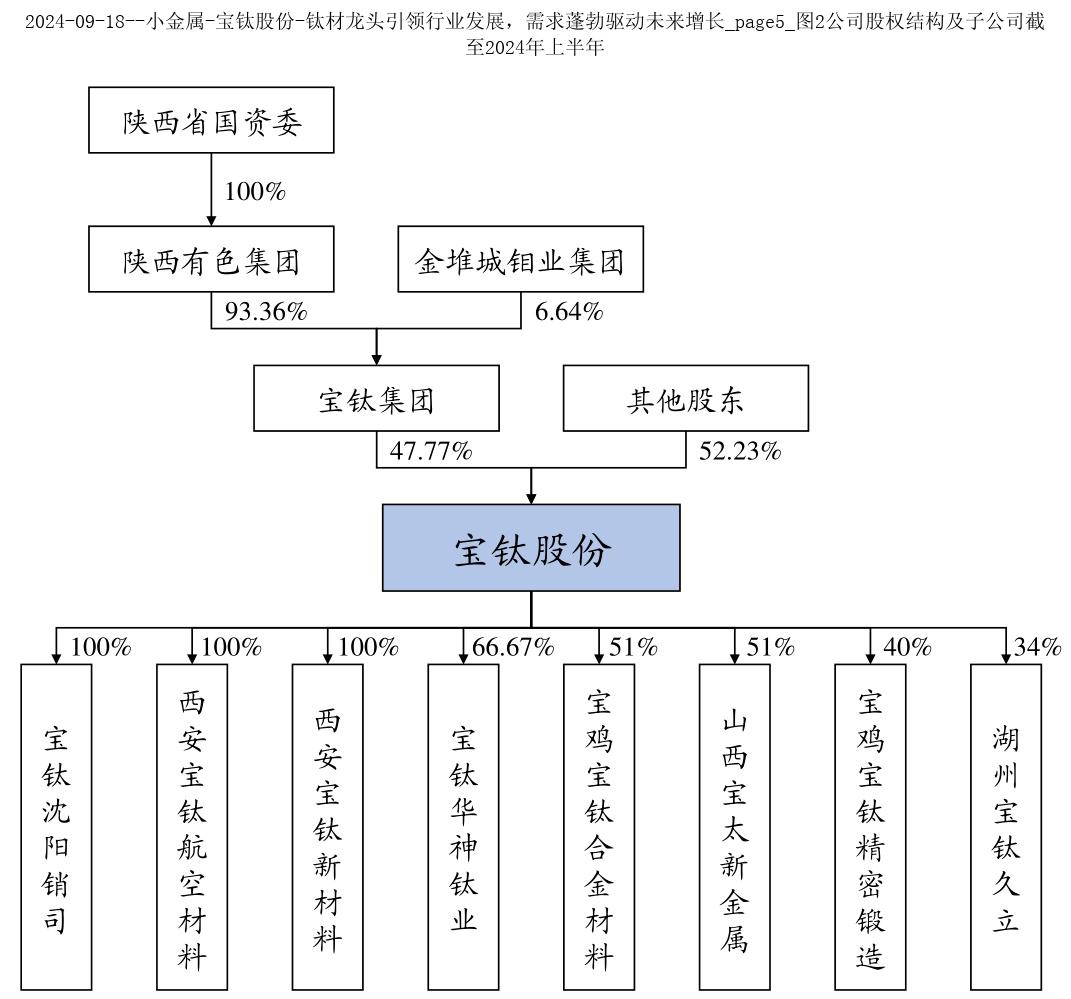 2024-09-18--小金属-宝钛股份-钛材龙头引领行业发展，需求蓬勃驱动未来增长_page5_图2公司股权结构及子公司截
至2024年上半年
陕西省国资委
100%
陕西有色集团
金堆城钼业集团
93.36%
6.64%
宝钛集团
其他股东
47.77%
52.23%
宝钛股份
100%
100%
100%
66.67%
51%
51%
40%
34%
宝钛沈阳销司
西安宝钛航空材料
西安宝钛新材料
宝钛华神钛业
宝鸡宝钛合金材料
山西宝太新金属
宝鸡宝钛精密锻造
湖州宝钛久立